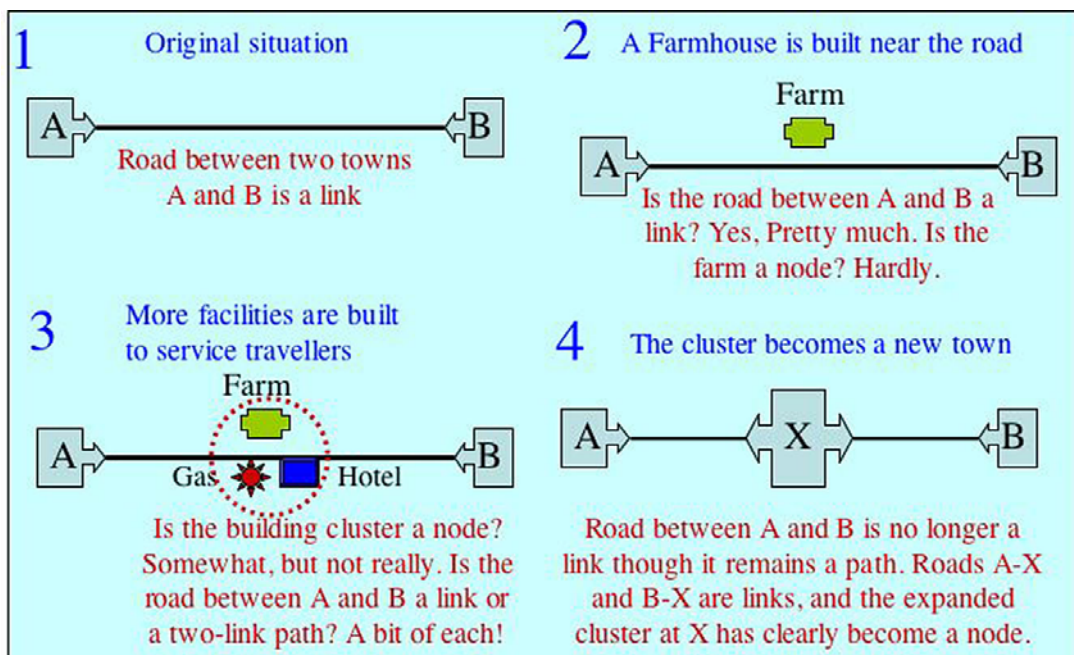 1
Original situation
A
B
Road between two towns
A and B is a link
2
A Farmhouse is built near the road
Farm
A
B
Is the road between A and B a
link? Yes, Pretty much. Is the
farm a node? Hardly.
3
More facilities are built
to service travellers
Farm
A
B
Gas
Hotel
Is the building cluster a node?
Somewhat, but not really. Is the
road between A and B a link or
a two-link path? A bit of each!
4
The cluster becomes a new town
A
X
B
Road between A and B is no longer a
link though it remains a path. Roads A-X
and B-X are links, and the expanded
cluster at X has clearly become a node.